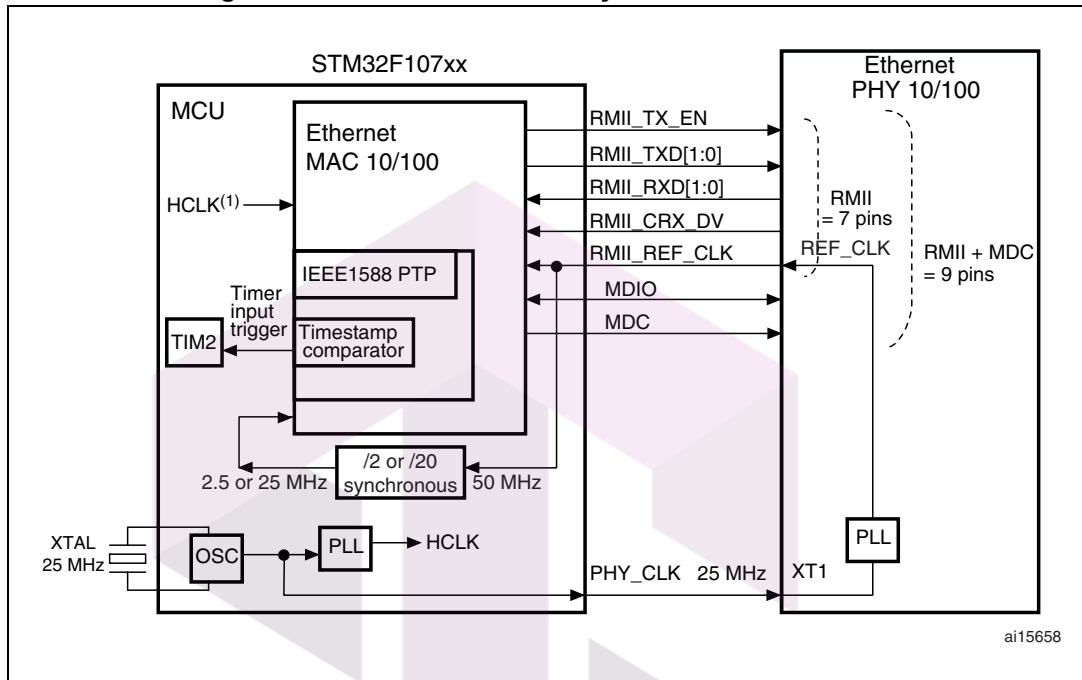 STM32F107xx
MCU
Ethernet
MAC 10/100
HCLK(1)
IEEE1588 PTP
Timer
input
trigger
TIM2
Timestamp
comparator
/2 or /20
synchronous
2.5 or 25 MHz
50 MHz
XTAL
25 MHz
OSC
PLL
HCLK
RMII_TX_EN
RMII_TXD[1:0]
RMII_RXD[1:0]
RMII_CRX_DV
RMII_REF_CLK
MDIO
MDC
PHY_CLK 25 MHz
Ethernet
PHY 10/100
RMII
= 7 pins
REF_CLK
RMII + MDC
= 9 pins
PLL
XT1
ai15658